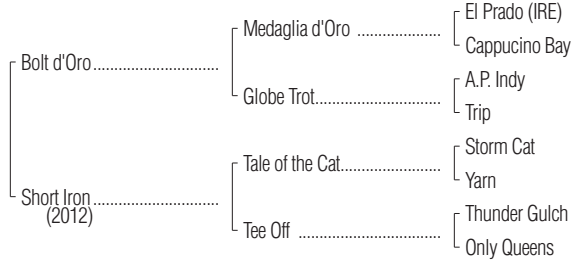 El Prado (IRE)
Medaglia d'Oro
Cappucino Bay
Bolt d'Oro
A.P. Indy
Globe Trot
Trip
Storm Cat
Tale of the Cat
Yarn
Short Iron
(2012)
Thunder Gulch
Tee Off
Only Queens